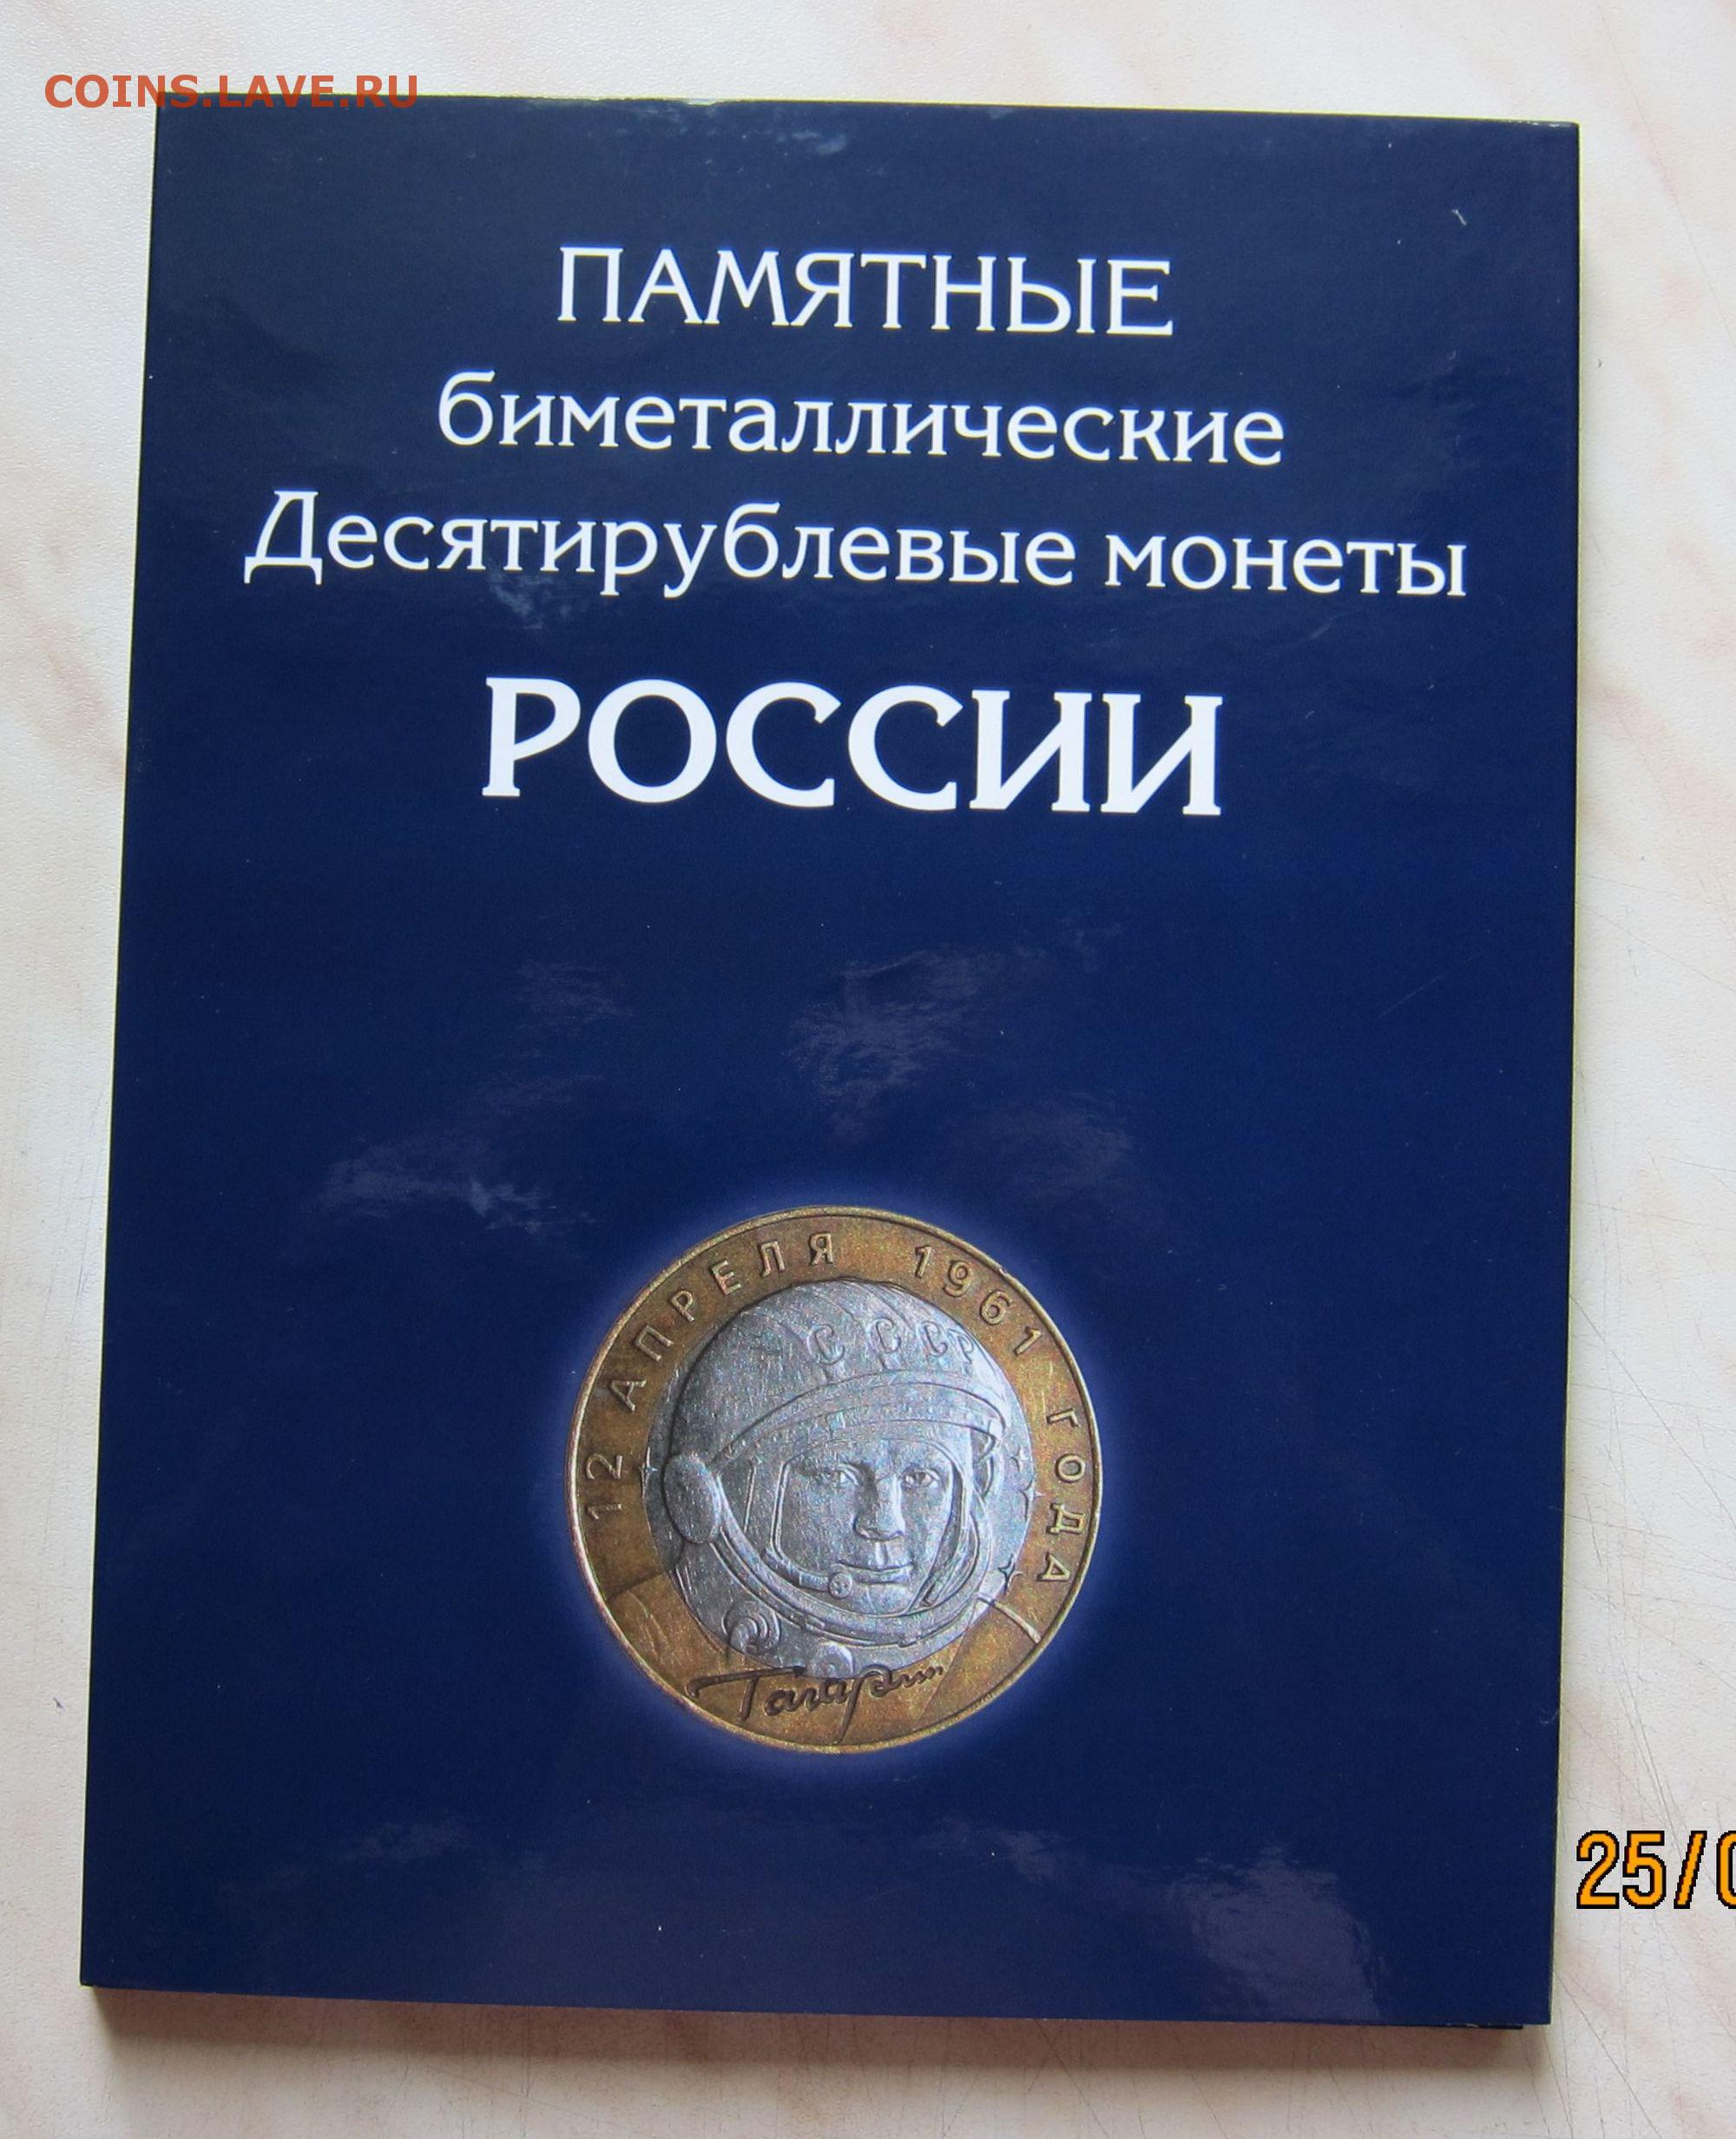 COINS.LAVE.RU
ПАМЯТНЫЕ
биметаллические
Десятирублевые монеты
РОССИИ
12 АПРЕЛЯ 1961 ГОДА
СССР
Гагарин
25/0